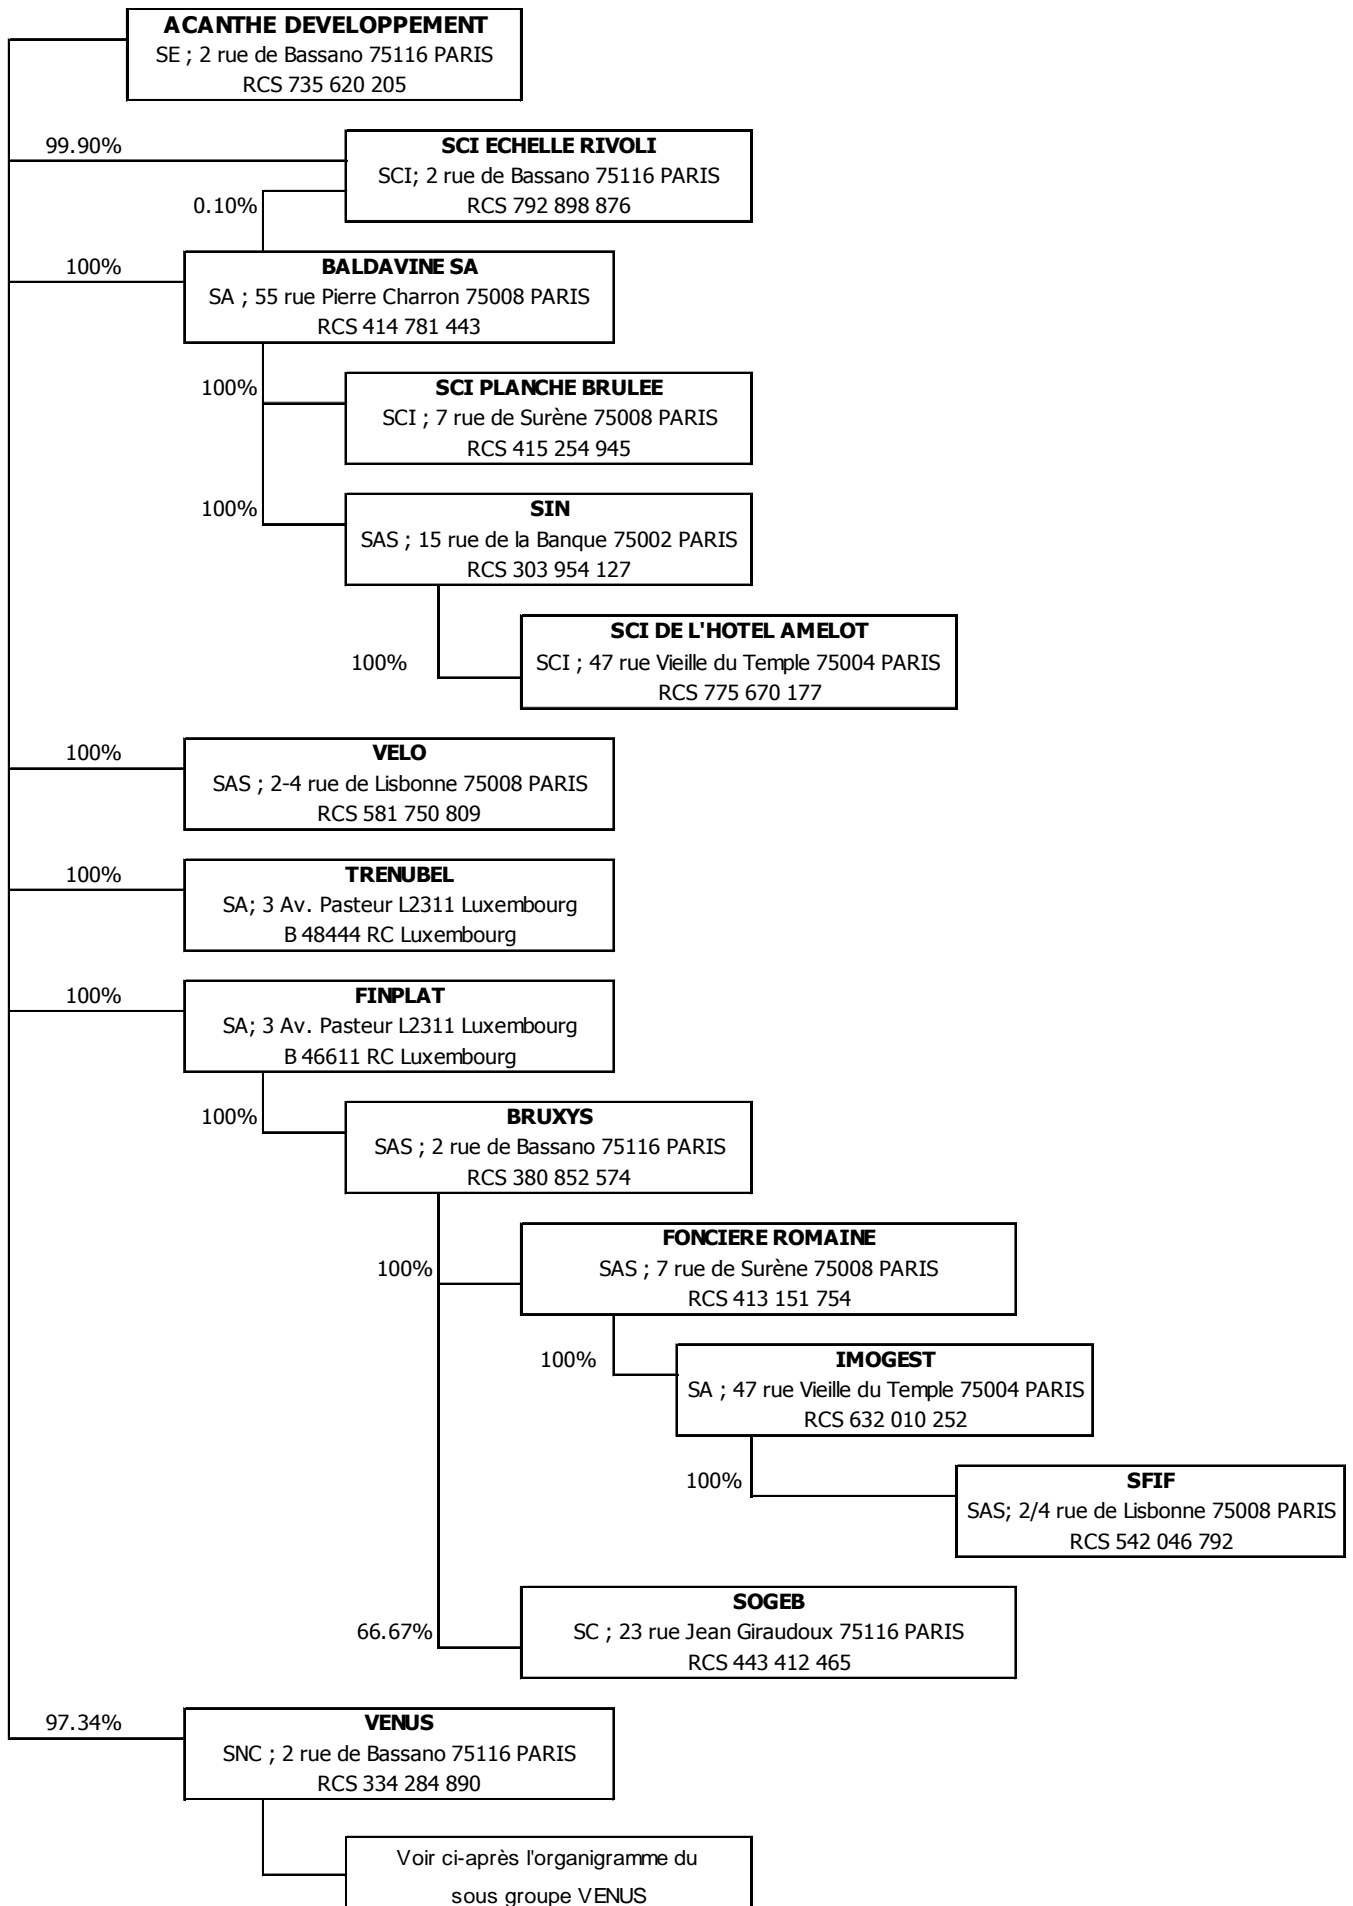 ACANTHE DEVELOPPEMENT
SE ; 2 rue de Bassano 75116 PARIS
RCS 735 620 205
99.90%
SCI ECHELLE RIVOLI
SCI; 2 rue de Bassano 75116 PARIS
RCS 792 898 876
0.10%
100%
BALDAVINE SA
SA ; 55 rue Pierre Charron 75008 PARIS
RCS 414 781 443
100%
SCI PLANCHE BRULEE
SCI ; 7 rue de Surène 75008 PARIS
RCS 415 254 945
100%
SIN
SAS ; 15 rue de la Banque 75002 PARIS
RCS 303 954 127
100%
SCI DE L'HOTEL AMELOT
SCI ; 47 rue Vieille du Temple 75004 PARIS
RCS 775 670 177
100%
VELO
SAS ; 2-4 rue de Lisbonne 75008 PARIS
RCS 581 750 809
100%
TRENUBEL
SA; 3 Av. Pasteur L2311 Luxembourg
B 48444 RC Luxembourg
100%
FINPLAT
SA; 3 Av. Pasteur L2311 Luxembourg
B 46611 RC Luxembourg
100%
BRUXYS
SAS ; 2 rue de Bassano 75116 PARIS
RCS 380 852 574
100%
FONCIERE ROMAINE
SAS ; 7 rue de Surène 75008 PARIS
RCS 413 151 754
100%
IMOGEST
SA ; 47 rue Vieille du Temple 75004 PARIS
RCS 632 010 252
100%
SFIF
SAS; 2/4 rue de Lisbonne 75008 PARIS
RCS 542 046 792
66.67%
SOGEB
SC ; 23 rue Jean Giraudoux 75116 PARIS
RCS 443 412 465
97.34%
VENUS
SNC ; 2 rue de Bassano 75116 PARIS
RCS 334 284 890
Voir ci-après l'organigramme du
sous groupe VENUS